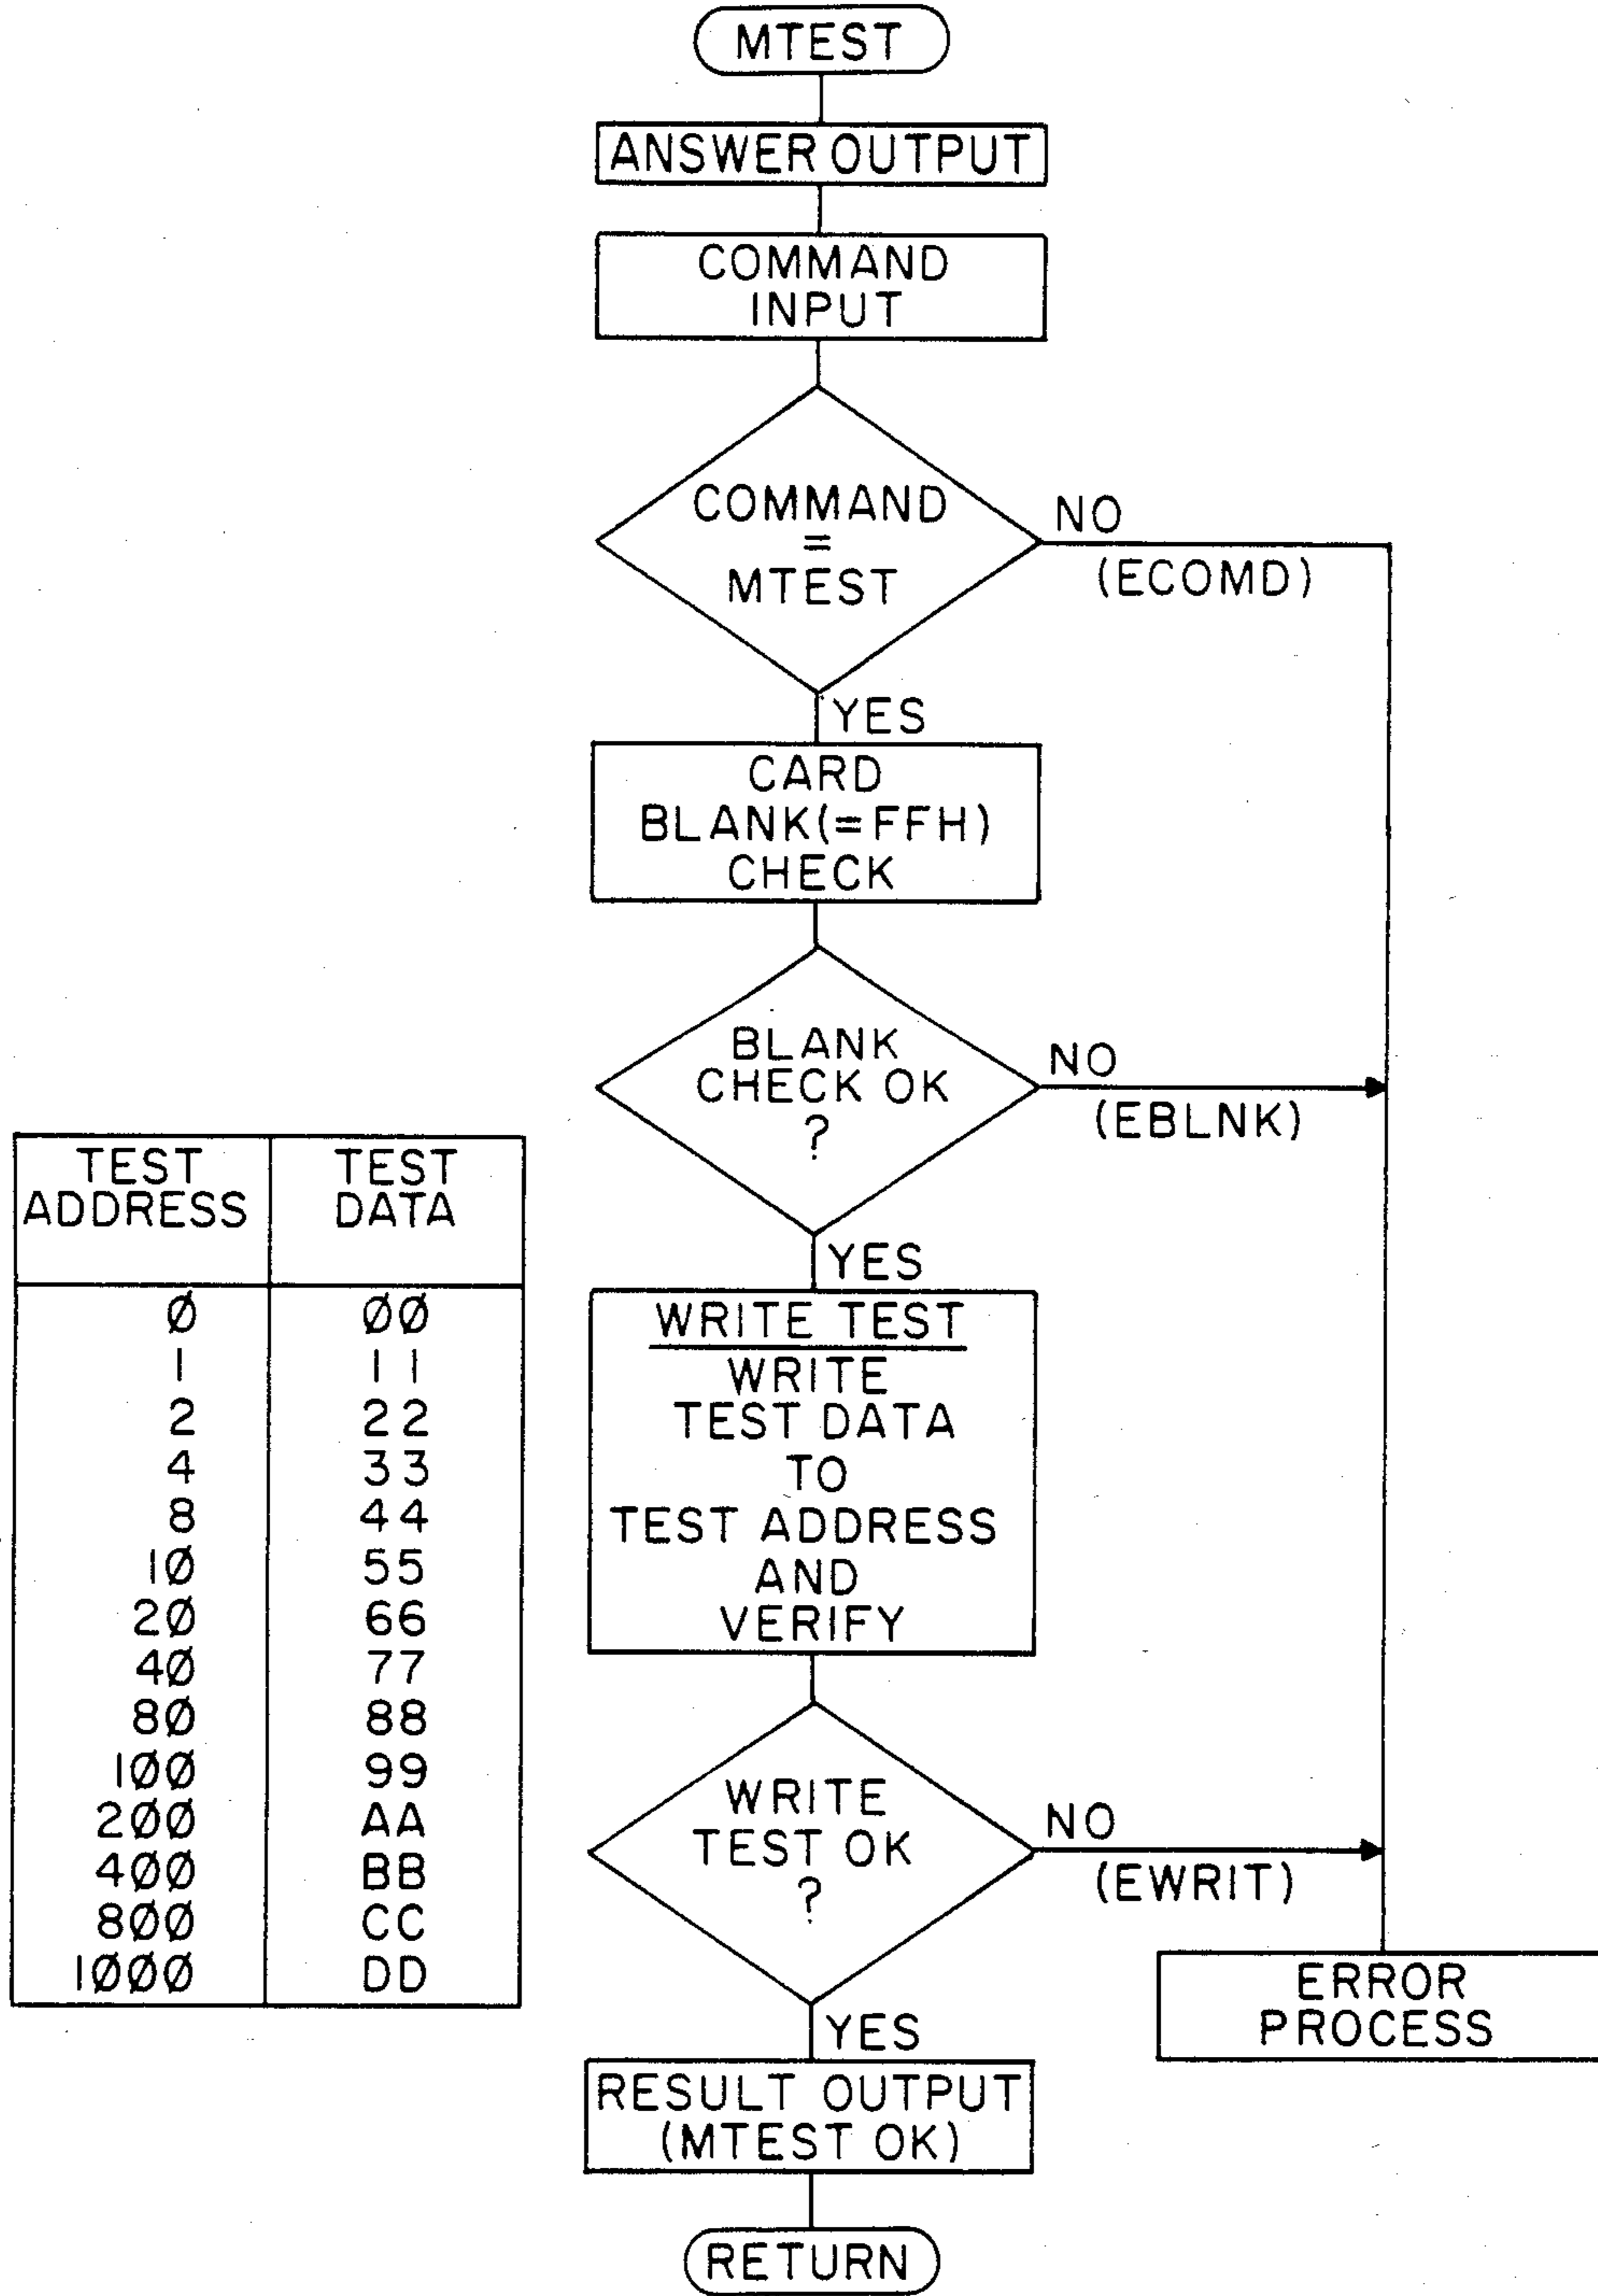 MTEST
ANSWER OUTPUT
COMMAND
INPUT
COMMAND
=
MTEST
NO
(ECOMD)
YES
CARD
BLANK(=FFH)
CHECK
BLANK
CHECK OK
?
NO
(EBLNK)
YES
WRITE TEST
WRITE
TEST DATA
TO
TEST ADDRESS
AND
VERIFY
WRITE
TEST OK
?
NO
(EWRIT)
YES
ERROR
PROCESS
RESULT OUTPUT
(MTEST OK)
RETURN
TEST ADDRESS TEST DATA
Ø ØØ
1 11
2 22
4 33
8 44
1Ø 55
2Ø 66
4Ø 77
8Ø 88
1ØØ 99
2ØØ AA
4ØØ BB
8ØØ CC
1ØØØ DD